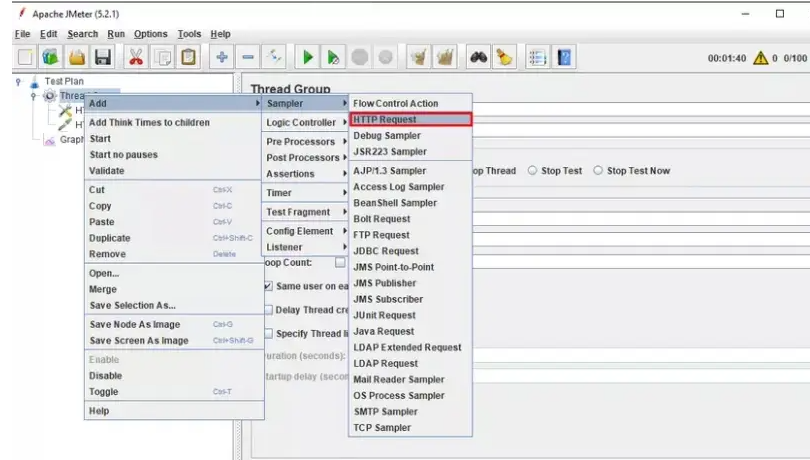 Apache JMeter (5.2.1)
File Edit Search Run Options Tools Help
00:01:40 0 0/100
Test Plan
Thread Group
Add
Add Think Times to children
Start
Start no pauses
Validate
Cut Ctrl-X
Copy Ctrl-C
Paste Ctrl-V
Duplicate Ctrl+Shift-C
Remove Delete
Open...
Merge
Save Selection As...
Save Node As Image Ctrl-G
Save Screen As Image Ctrl+Shift-G
Enable
Disable
Toggle Ctrl-T
Help
Sampler
Logic Controller
Pre Processors
Post Processors
Assertions
Timer
Test Fragment
Config Element
Listener
Flow Control Action
HTTP Request
Debug Sampler
JSR223 Sampler
AJP/1.3 Sampler
Access Log Sampler
BeanShell Sampler
Bolt Request
FTP Request
JDBC Request
JMS Point-to-Point
JMS Publisher
JMS Subscriber
JUnit Request
Java Request
LDAP Extended Request
LDAP Request
Mail Reader Sampler
OS Process Sampler
SMTP Sampler
TCP Sampler
op Thread Stop Test Stop Test Now
oop Count:
Same user on ea
Delay Thread cre
Specify Thread li
uration (seconds):
tartup delay (secon